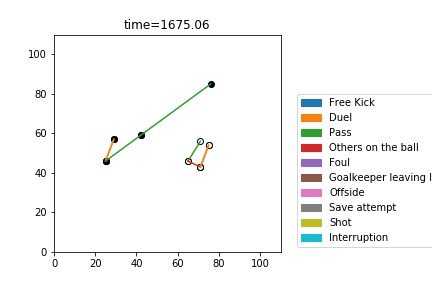 time=1675.06
100
80
60
40
20
0
0 20 40 60 80 100
Free Kick
Duel
Pass
Others on the ball
Foul
Goalkeeper leaving l
Offside
Save attempt
Shot
Interruption